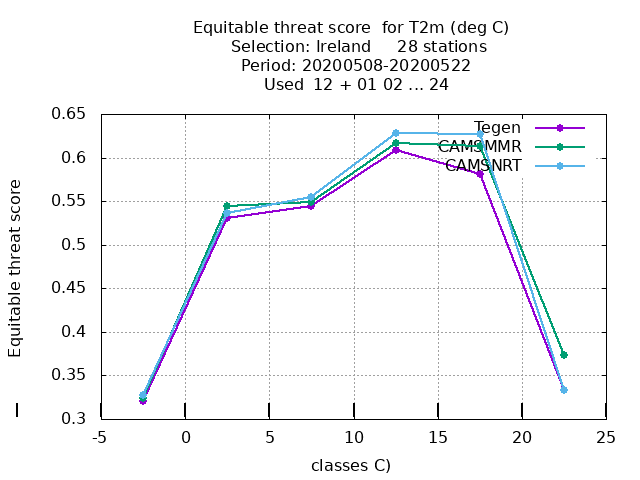 Equitable threat score  for T2m (deg C)
Selection: Ireland     28 stations
Period: 20200508-20200522
Used  12 + 01 02 ... 24
Tegen
CAMSMMR
CAMSNRT
0.65
0.6
0.55
0.5
0.45
0.4
0.35
0.3
Equitable threat score
-5
0
5
10
15
20
25
classes C)